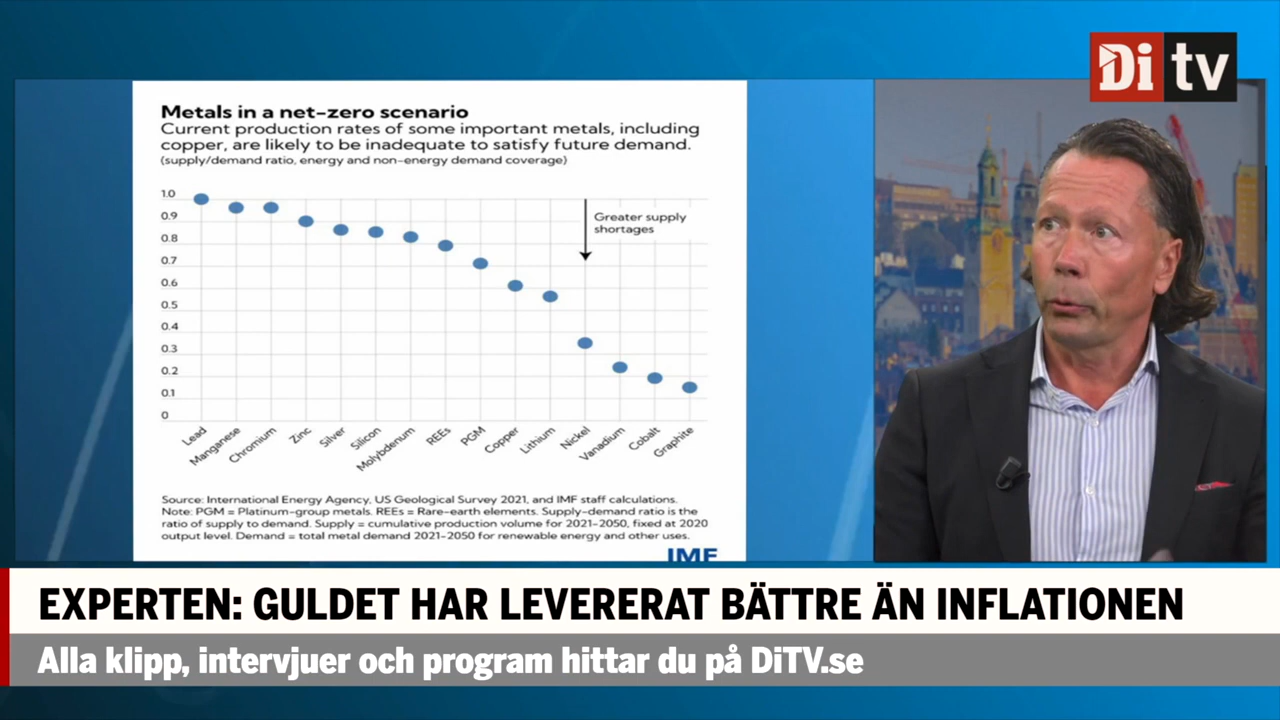 Di tv
Metals in a net-zero scenario
Current production rates of some important metals, including
copper, are likely to be inadequate to satisfy future demand.
(supply/demand ratio, energy and non-energy demand coverage)
1.0
0.9
0.8
0.7
0.6
0.5
0.4
0.3
0.2
0.1
0
Greater supply
shortages
Lead
Manganese
Chromium
Zinc
Silver
Silicon
Molybdenum
REEs
PGM
Copper
Lithium
Nickel
Vanadium
Cobalt
Graphite
Source: International Energy Agency, US Geological Survey 2021, and IMF staff calculations.
Note: PGM = Platinum-group metals. REEs = Rare-earth elements. Supply-demand ratio is the
ratio of supply to demand. Supply = cumulative production volume for 2021-2050, fixed at 2020
output level. Demand = total metal demand 2021-2050 for renewable energy and other uses.
IMF
EXPERTEN: GULDET HAR LEVERERAT BÄTTRE ÄN INFLATIONEN
Alla klipp, intervjuer och program hittar du på DiTV.se